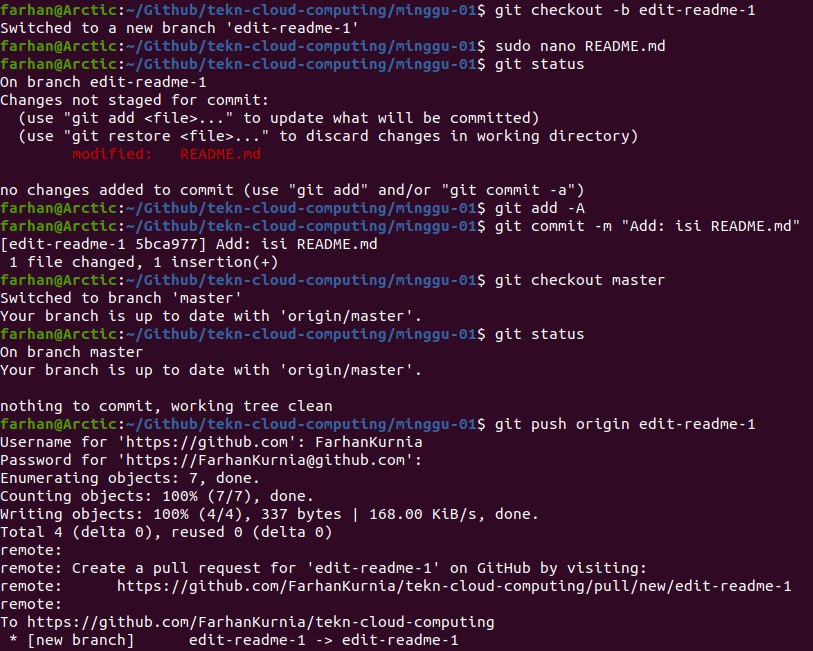 farhan@Arctic:~/Github/tekn-cloud-computing/minggu-01$ git checkout -b edit-readme-1
Switched to a new branch 'edit-readme-1'
farhan@Arctic:~/Github/tekn-cloud-computing/minggu-01$ sudo nano README.md
farhan@Arctic:~/Github/tekn-cloud-computing/minggu-01$ git status
On branch edit-readme-1
Changes not staged for commit:
  (use "git add <file>..." to update what will be committed)
  (use "git restore <file>..." to discard changes in working directory)
        modified:   README.md

no changes added to commit (use "git add" and/or "git commit -a")
farhan@Arctic:~/Github/tekn-cloud-computing/minggu-01$ git add -A
farhan@Arctic:~/Github/tekn-cloud-computing/minggu-01$ git commit -m "Add: isi README.md"
[edit-readme-1 5bca977] Add: isi README.md
 1 file changed, 1 insertion(+)
farhan@Arctic:~/Github/tekn-cloud-computing/minggu-01$ git checkout master
Switched to branch 'master'
Your branch is up to date with 'origin/master'.
farhan@Arctic:~/Github/tekn-cloud-computing/minggu-01$ git status
On branch master
Your branch is up to date with 'origin/master'.

nothing to commit, working tree clean
farhan@Arctic:~/Github/tekn-cloud-computing/minggu-01$ git push origin edit-readme-1
Username for 'https://github.com': FarhanKurnia
Password for 'https://FarhanKurnia@github.com':
Enumerating objects: 7, done.
Counting objects: 100% (7/7), done.
Writing objects: 100% (4/4), 337 bytes | 168.00 KiB/s, done.
Total 4 (delta 0), reused 0 (delta 0)
remote:
remote: Create a pull request for 'edit-readme-1' on GitHub by visiting:
remote:      https://github.com/FarhanKurnia/tekn-cloud-computing/pull/new/edit-readme-1
remote:
To https://github.com/FarhanKurnia/tekn-cloud-computing
 * [new branch]      edit-readme-1 -> edit-readme-1